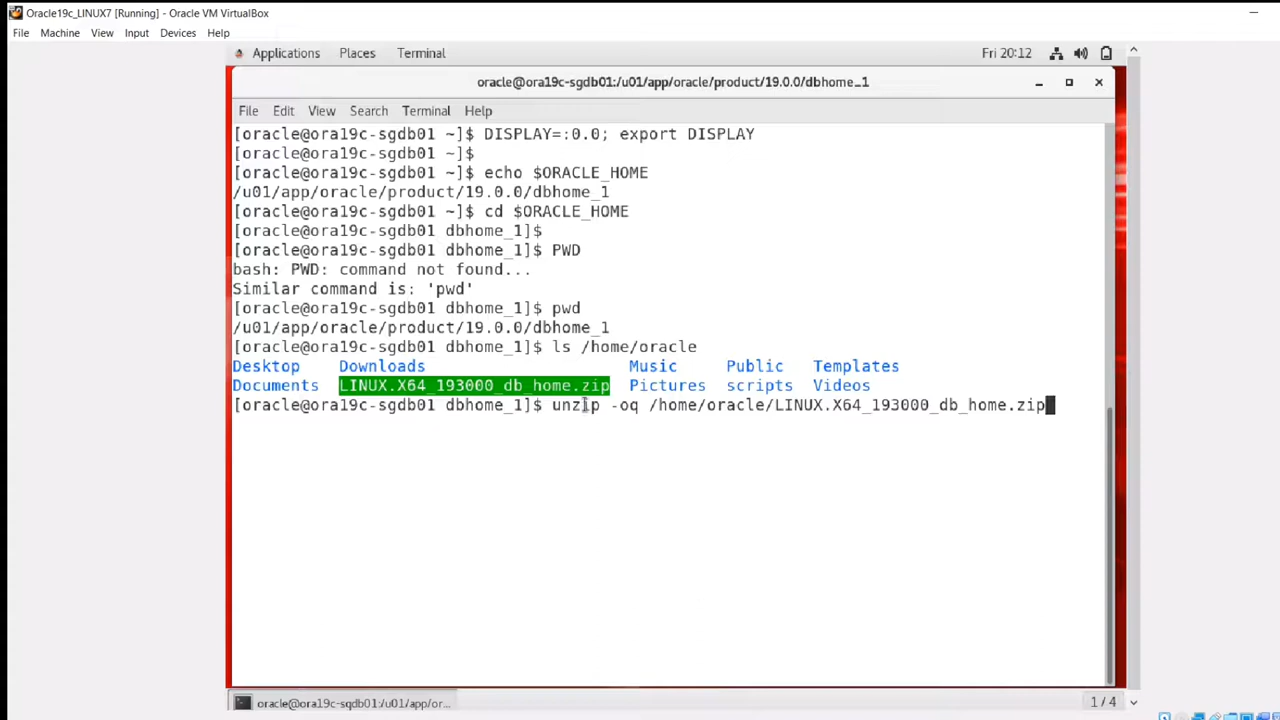 Oracle19c_LINUX7 [Running] - Oracle VM VirtualBox
File Machine View Input Devices Help
Applications Places Terminal Fri 20:12
oracle@ora19c-sgdb01:/u01/app/oracle/product/19.0.0/dbhome_1
File Edit View Search Terminal Help
[oracle@ora19c-sgdb01 ~]$ DISPLAY=:0.0; export DISPLAY
[oracle@ora19c-sgdb01 ~]$
[oracle@ora19c-sgdb01 ~]$ echo $ORACLE_HOME
/u01/app/oracle/product/19.0.0/dbhome_1
[oracle@ora19c-sgdb01 ~]$ cd $ORACLE_HOME
[oracle@ora19c-sgdb01 dbhome_1]$
[oracle@ora19c-sgdb01 dbhome_1]$ PWD
bash: PWD: command not found...
Similar command is: 'pwd'
[oracle@ora19c-sgdb01 dbhome_1]$ pwd
/u01/app/oracle/product/19.0.0/dbhome_1
[oracle@ora19c-sgdb01 dbhome_1]$ ls /home/oracle
Desktop Downloads Music Public Templates
Documents LINUX.X64_193000_db_home.zip Pictures scripts Videos
[oracle@ora19c-sgdb01 dbhome_1]$ unzip -oq /home/oracle/LINUX.X64_193000_db_home.zip
oracle@ora19c-sgdb01:/u01/app/or... 1 / 4